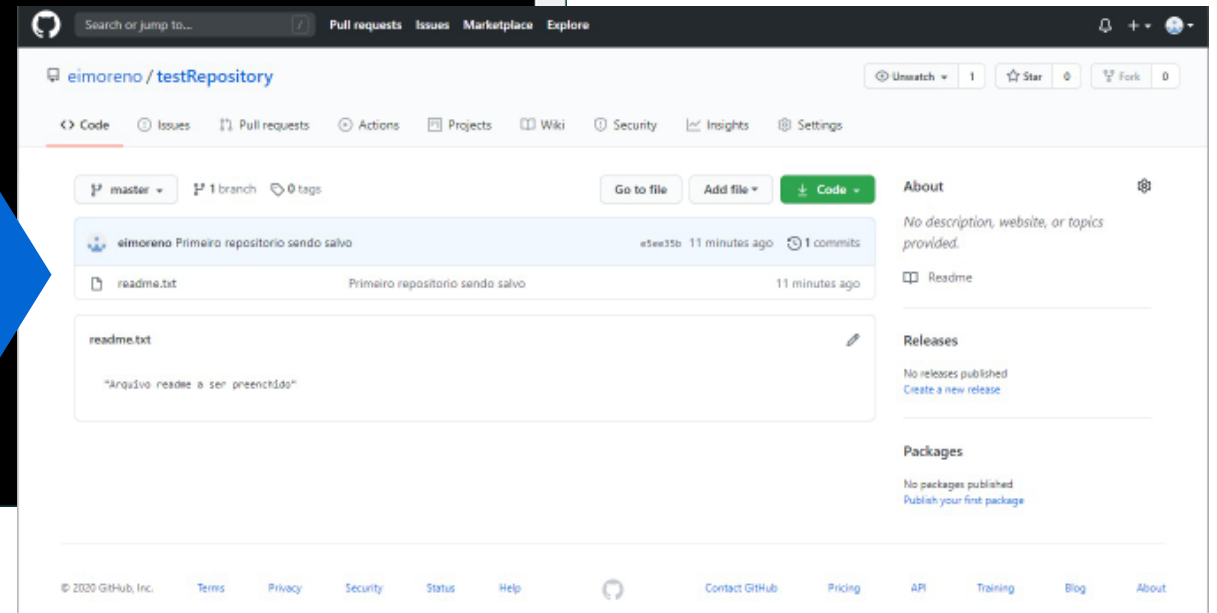 Search or jump to... / Pull requests Issues Marketplace Explore
eimoreno / testRepository Unwatch 1 Star 0 Fork 0
<> Code Issues Pull requests Actions Projects Wiki Security Insights Settings
master 1 branch 0 tags Go to file Add file Code
eimoreno Primeiro repositorio sendo salvo e5ee35b 11 minutes ago 1 commits
readme.txt Primeiro repositorio sendo salvo 11 minutes ago
readme.txt
"Arquivo readme a ser preenchido"
About
No description, website, or topics
provided.
Readme
Releases
No releases published
Create a new release
Packages
No packages published
Publish your first package
© 2020 GitHub, Inc. Terms Privacy Security Status Help Contact GitHub Pricing API Training Blog About